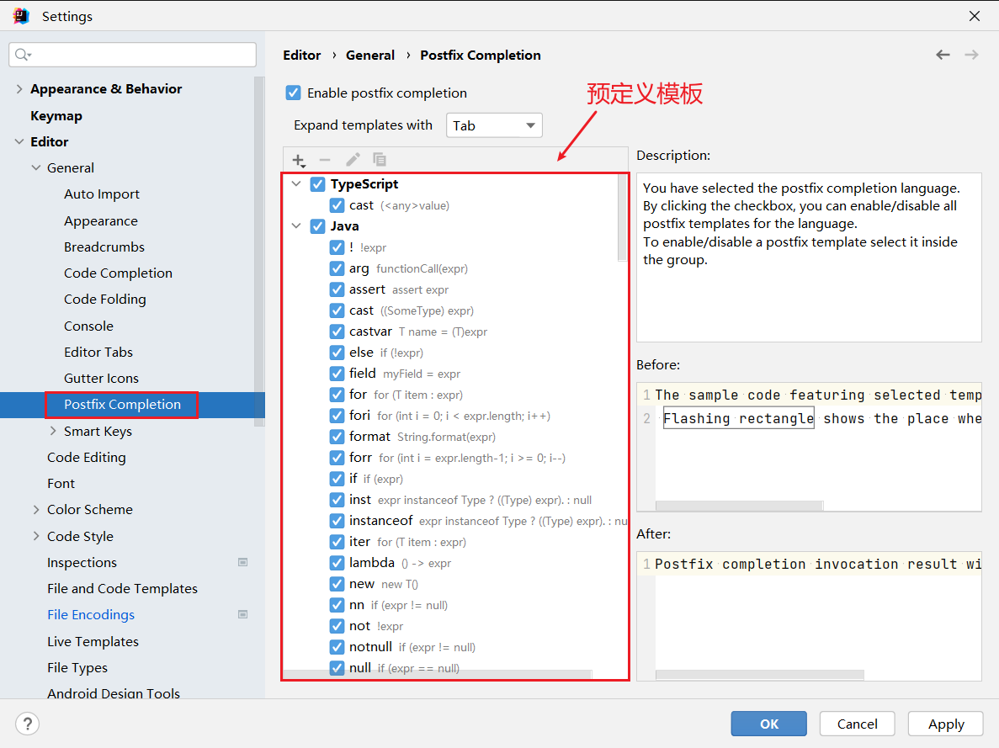 Settings
Appearance & Behavior
Keymap
Editor
General
Auto Import
Appearance
Breadcrumbs
Code Completion
Code Folding
Console
Editor Tabs
Gutter Icons
Postfix Completion
Smart Keys
Code Editing
Font
Color Scheme
Code Style
Inspections
File and Code Templates
File Encodings
Live Templates
File Types
Android Design Tools
Editor › General › Postfix Completion
Enable postfix completion
预定义模板
Expand templates with Tab
TypeScript
cast (<any>value)
Java
! !expr
arg functionCall(expr)
assert assert expr
cast ((SomeType) expr)
castvar T name = (T)expr
else if (!expr)
field myField = expr
for for (T item : expr)
fori for (int i = 0; i < expr.length; i++)
format String.format(expr)
forr for (int i = expr.length-1; i >= 0; i--)
if if (expr)
inst expr instanceof Type ? ((Type) expr). : null
instanceof expr instanceof Type ? ((Type) expr). : nu
iter for (T item : expr)
lambda () -> expr
new new T()
nn if (expr != null)
not !expr
notnull if (expr != null)
null if (expr == null)
Description:
You have selected the postfix completion language.
By clicking the checkbox, you can enable/disable all
postfix templates for the language.
To enable/disable a postfix template select it inside
the group.
Before:
1 The sample code featuring selected temp
2 Flashing rectangle shows the place whe
After:
1 Postfix completion invocation result wi
?
OK
Cancel
Apply